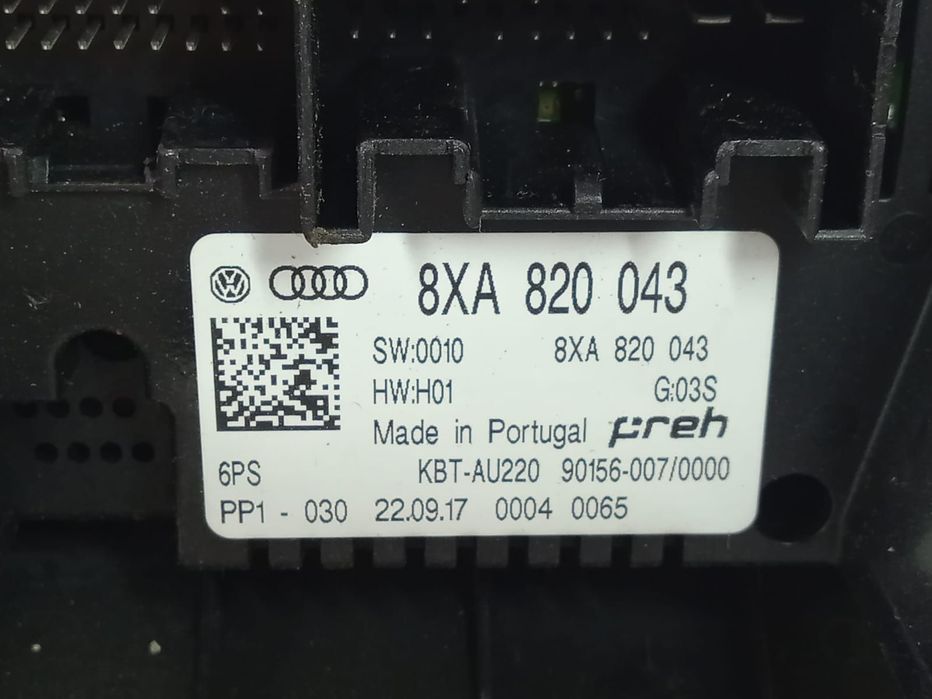 8XA 820 043
SW:0010 8XA 820 043
HW:H01 G:03S
Made in Portugal preh
6PS KBT-AU220 90156-007/0000
PP1 - 030 22.09.17 0004 0065